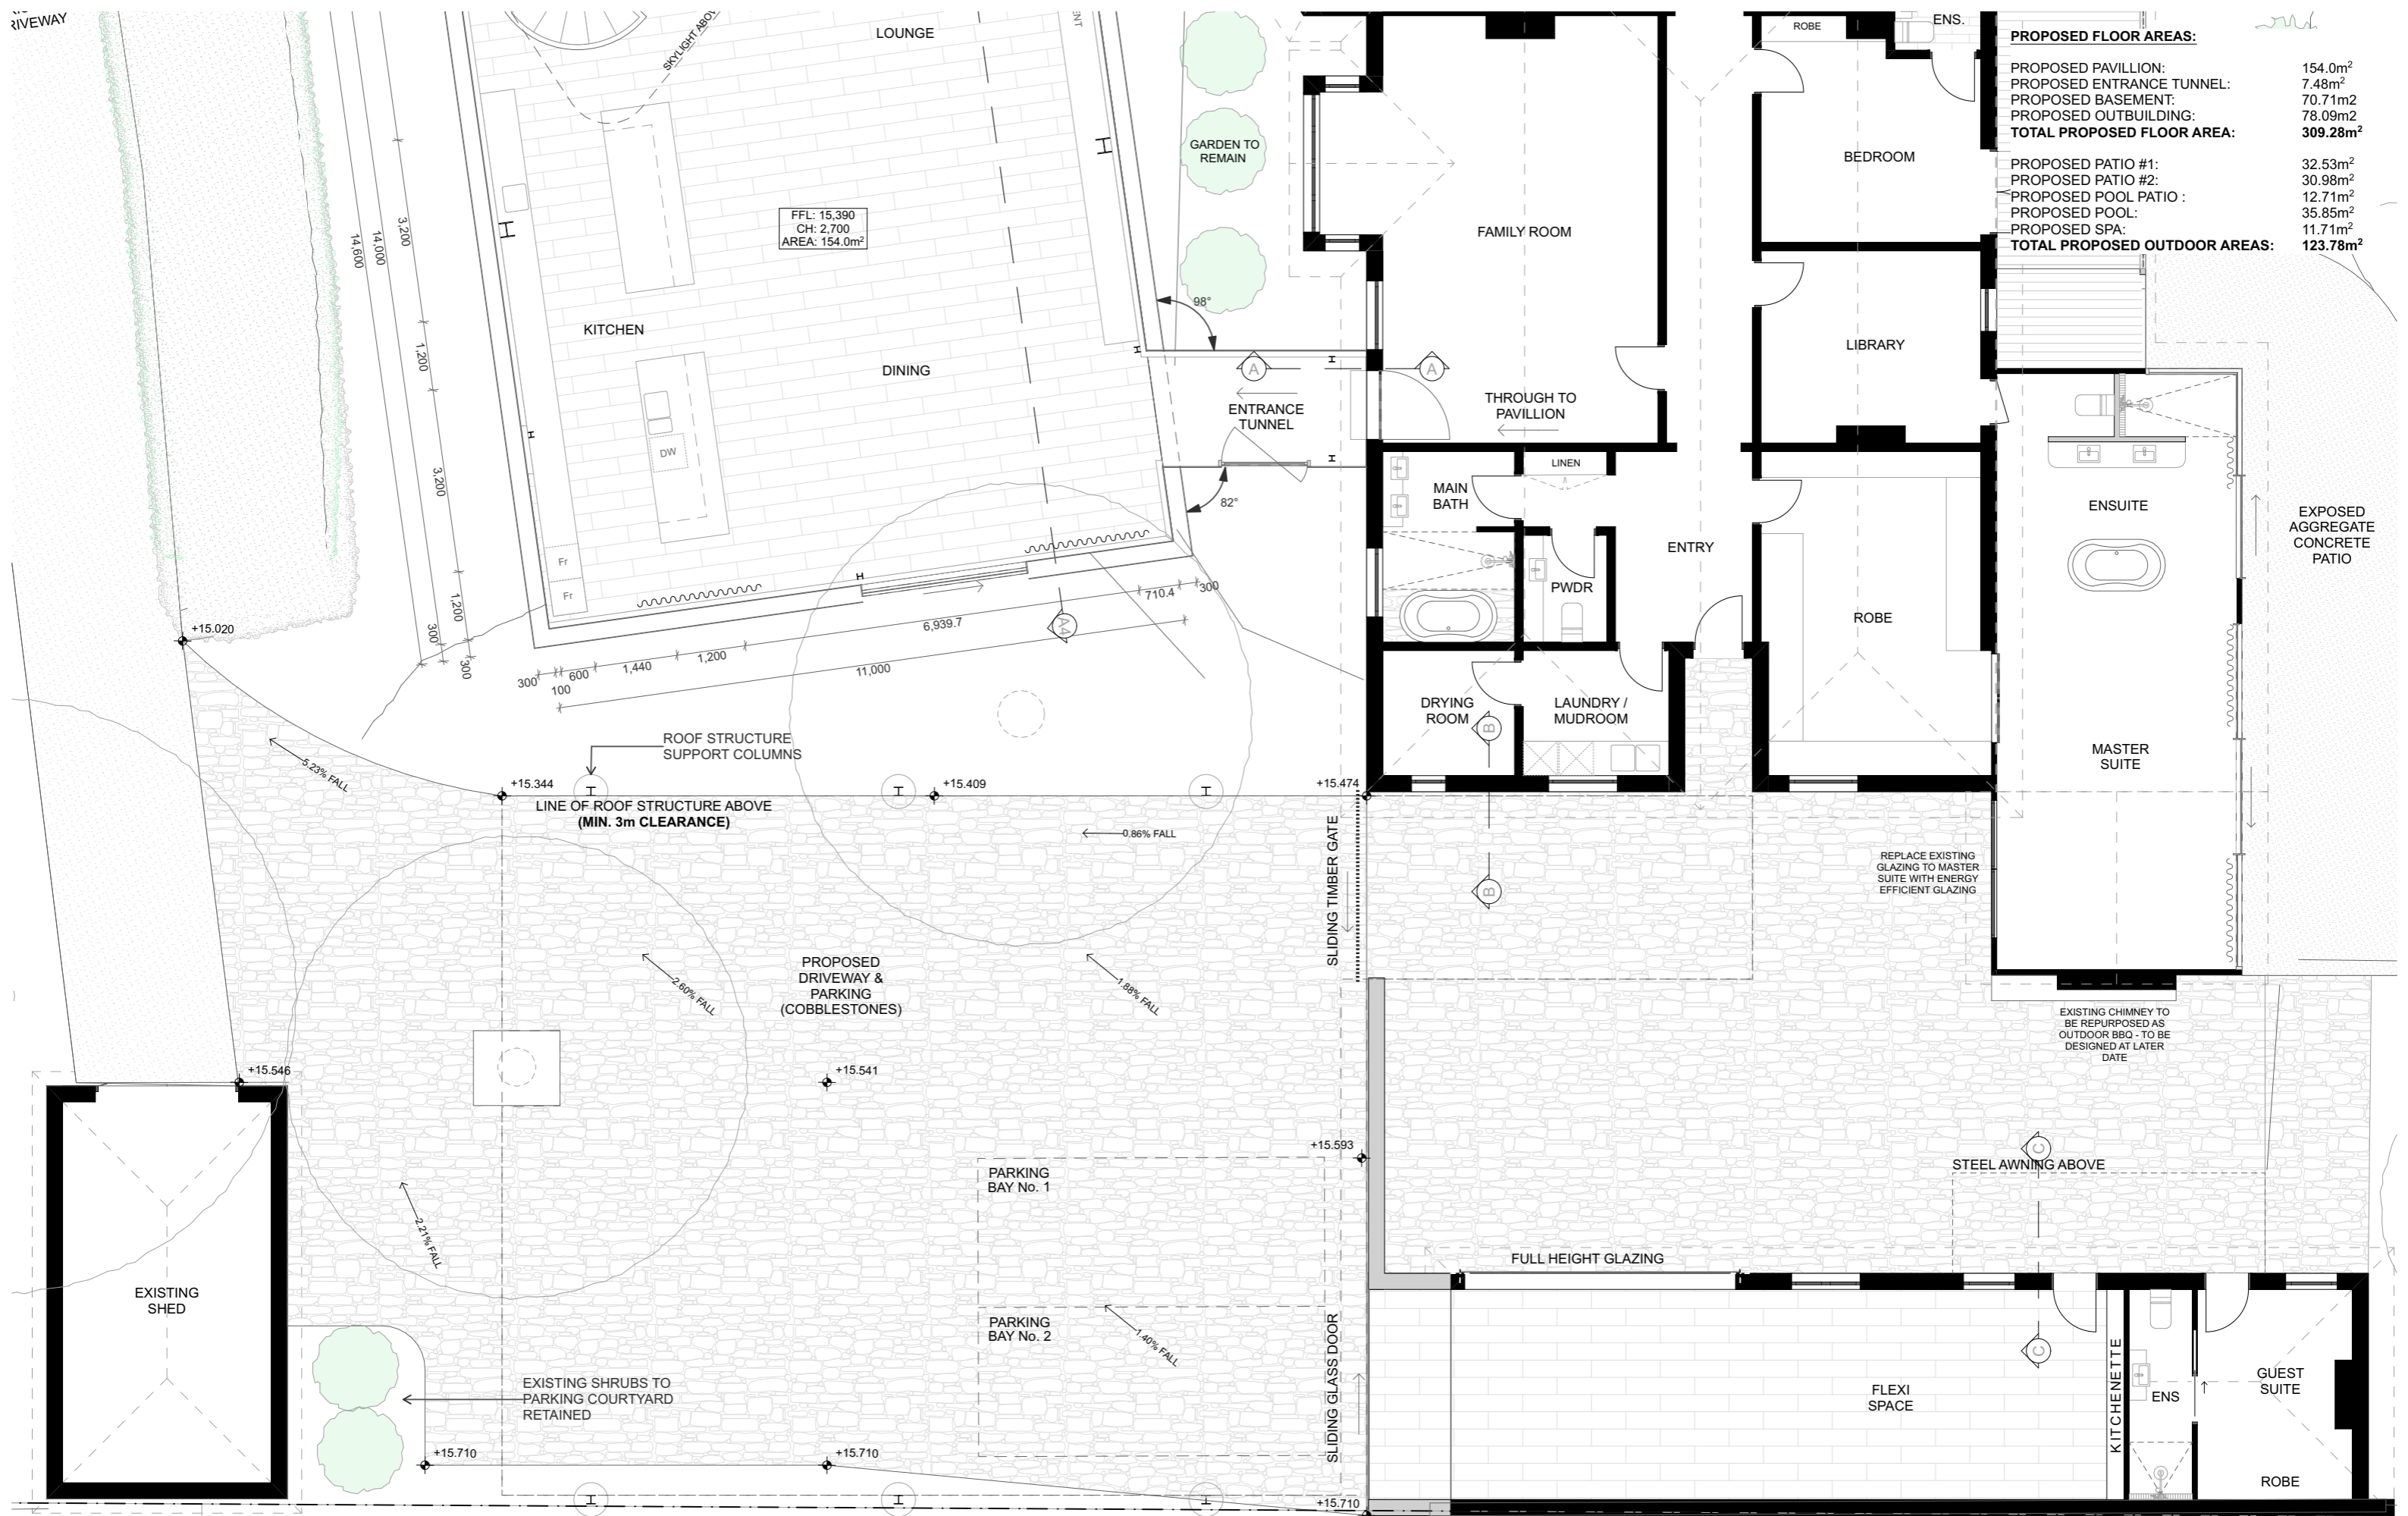 RIVEWAY
SKYLIGHT ABOV
LOUNGE
ENT
GARDEN TO
REMAIN
FFL: 15,390
CH: 2,700
AREA: 154.0m²
KITCHEN
DINING
DW
Fr
Fr
14,600
14,000
3,200
1,200
3,200
1,200
300
300
98°
82°
A
A
ENTRANCE
TUNNEL
FAMILY ROOM
THROUGH TO
PAVILLION
ROBE
ENS.
BEDROOM
LIBRARY
PROPOSED FLOOR AREAS:
PROPOSED PAVILLION: 154.0m²
PROPOSED ENTRANCE TUNNEL: 7.48m²
PROPOSED BASEMENT: 70.71m2
PROPOSED OUTBUILDING: 78.09m2
TOTAL PROPOSED FLOOR AREA: 309.28m²
PROPOSED PATIO #1: 32.53m²
PROPOSED PATIO #2: 30.98m²
PROPOSED POOL PATIO : 12.71m²
PROPOSED POOL: 35.85m²
PROPOSED SPA: 11.71m²
TOTAL PROPOSED OUTDOOR AREAS: 123.78m²
LINEN
MAIN
BATH
PWDR
ENTRY
ROBE
ENSUITE
EXPOSED
AGGREGATE
CONCRETE
PATIO
+15.020
300
100
600
1,440
1,200
6,939.7
710.4
300
11,000
A4
DRYING
ROOM
LAUNDRY /
MUDROOM
B
B
MASTER
SUITE
ROOF STRUCTURE
SUPPORT COLUMNS
5.23% FALL
+15.344
+15.409
+15.474
LINE OF ROOF STRUCTURE ABOVE
(MIN. 3m CLEARANCE)
0.86% FALL
SLIDING TIMBER GATE
REPLACE EXISTING
GLAZING TO MASTER
SUITE WITH ENERGY
EFFICIENT GLAZING
PROPOSED
DRIVEWAY &
PARKING
(COBBLESTONES)
2.60% FALL
1.88% FALL
EXISTING CHIMNEY TO
BE REPURPOSED AS
OUTDOOR BBQ - TO BE
DESIGNED AT LATER
DATE
+15.546
+15.541
+15.593
PARKING
BAY No. 1
C
STEEL AWNING ABOVE
2.21% FALL
FULL HEIGHT GLAZING
EXISTING
SHED
PARKING
BAY No. 2
1.40% FALL
SLIDING GLASS DOOR
C
EXISTING SHRUBS TO
PARKING COURTYARD
RETAINED
FLEXI
SPACE
KITCHENETTE
ENS
GUEST
SUITE
ROBE
+15.710
+15.710
+15.710